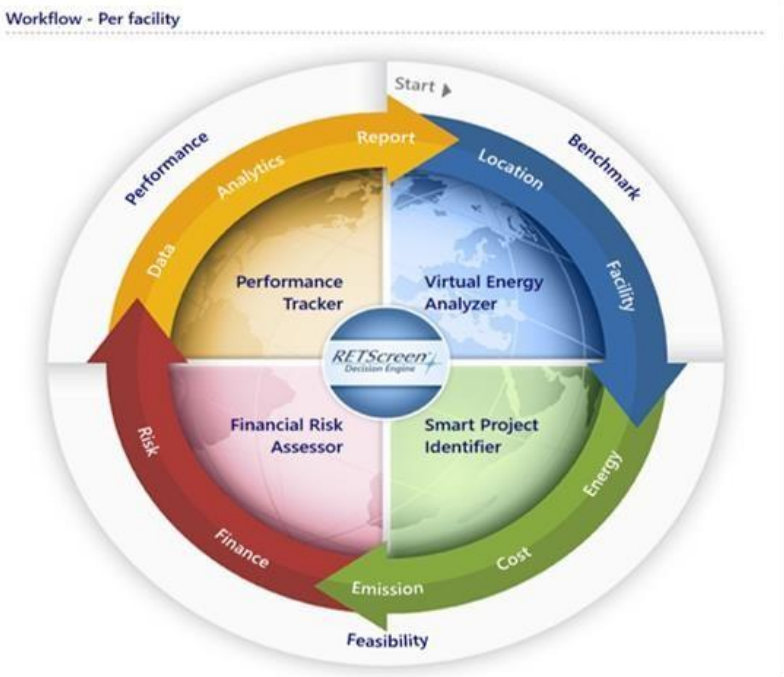 Workflow - Per facility
Start
Benchmark
Location
Facility
Virtual Energy
Analyzer
Energy
Cost
Emission
Smart Project
Identifier
Feasibility
Finance
Risk
Financial Risk
Assessor
Data
Analytics
Report
Performance
Performance
Tracker
RETScreen
Decision Engine